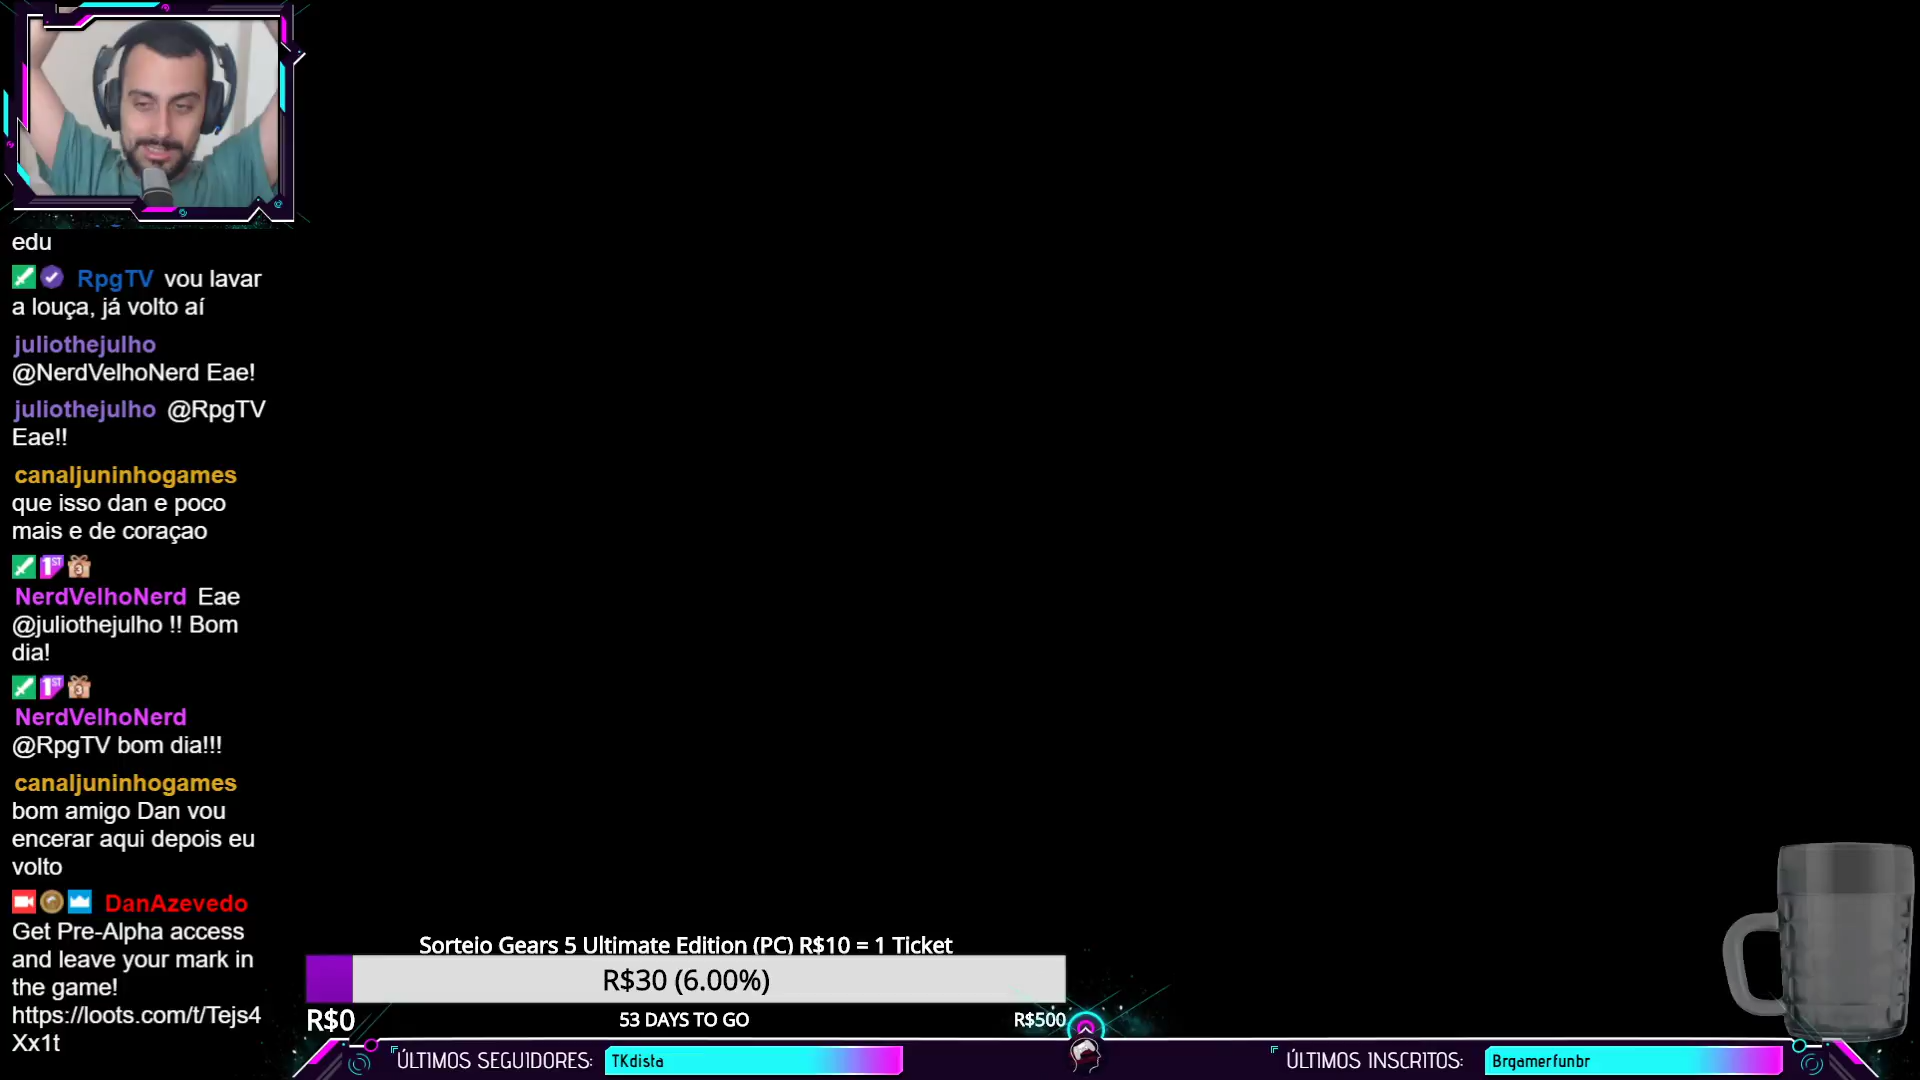 edu
RpgTV vou lavar
a louça, já volto aí
juliothejulho
@NerdVelhoNerd Eae!
juliothejulho @RpgTV
Eae!!
canaljuninhogames
que isso dan e poco
mais e de coraçao
1ST 3
NerdVelhoNerd Eae
@juliothejulho !! Bom
dia!
1ST 3
NerdVelhoNerd
@RpgTV bom dia!!!
canaljuninhogames
bom amigo Dan vou
encerar aqui depois eu
volto
DanAzevedo
Get Pre-Alpha access
and leave your mark in
the game!
https://loots.com/t/Tejs4
Xx1t
Sorteio Gears 5 Ultimate Edition (PC) R$10 = 1 Ticket
R$30 (6.00%)
R$0 53 DAYS TO GO R$500
ÚLTIMOS SEGUIDORES: TKdista
ÚLTIMOS INSCRITOS: Brgamerfunbr